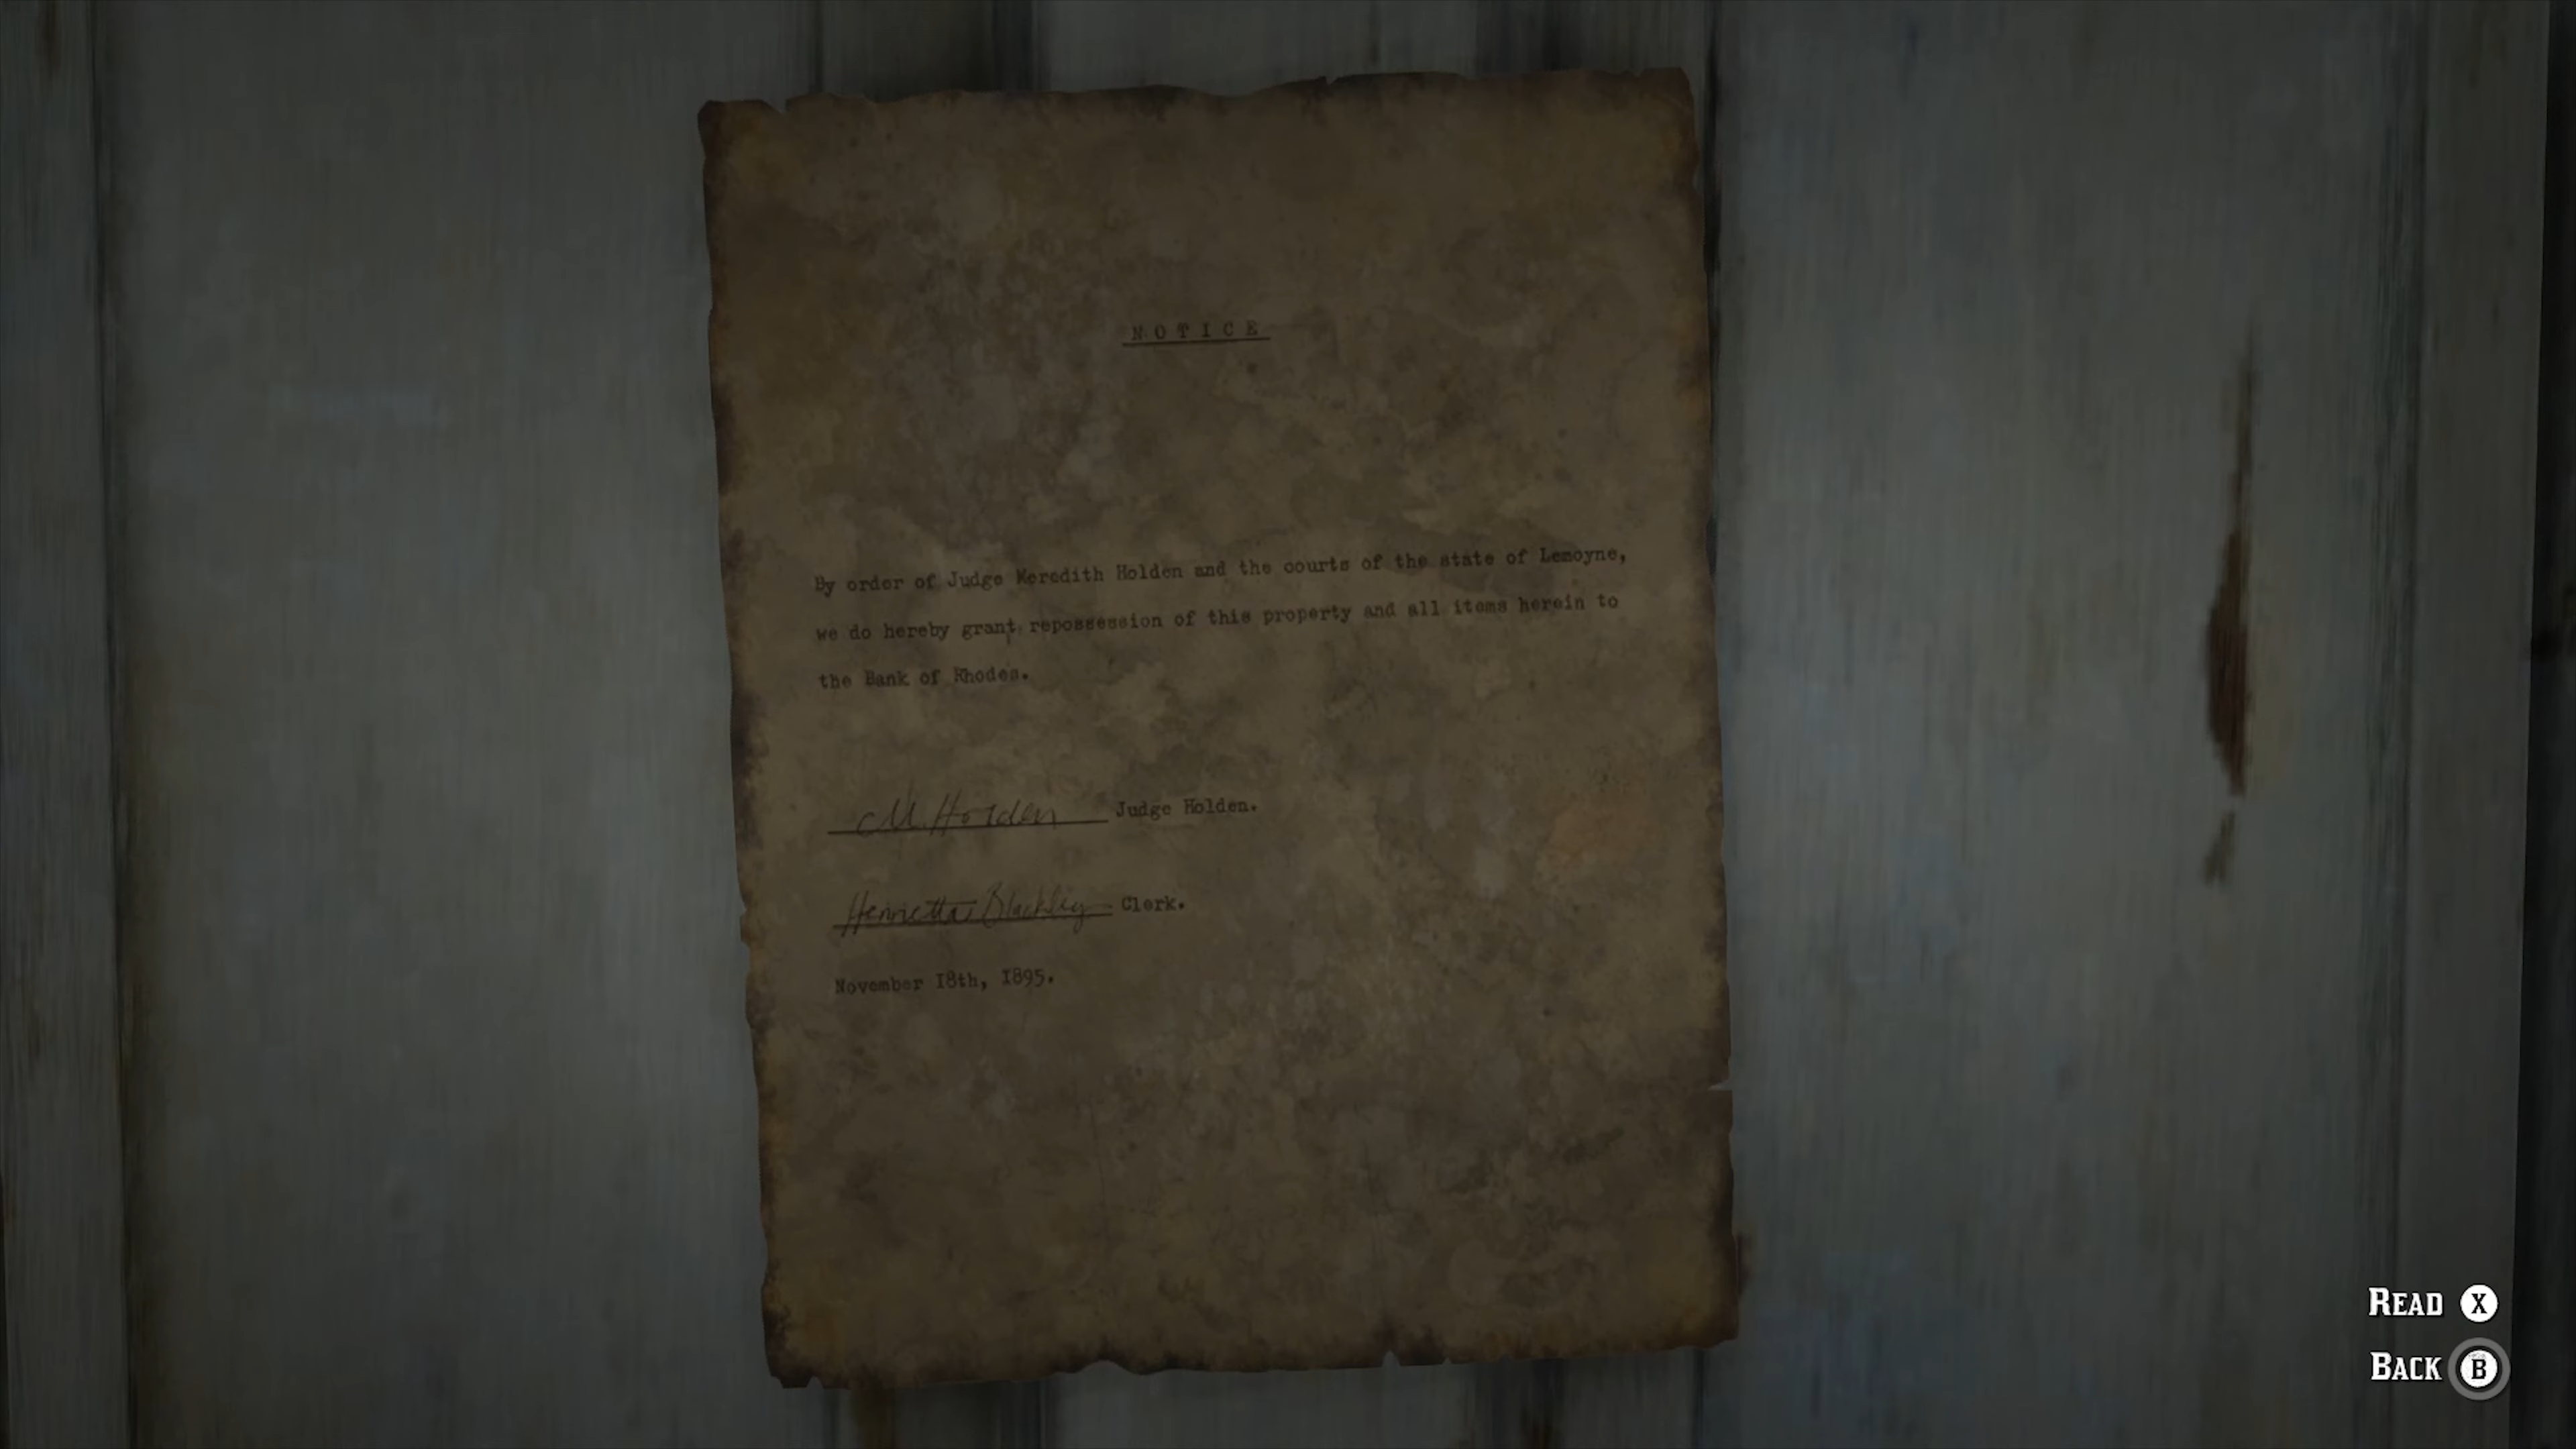 NOTICE
By order of Judge Meredith Holden and the courts of the state of Lemoyne,
we do hereby grant repossession of this property and all items herein to
the Bank of Rhodes.
M. Holden Judge Holden.
Henrietta Blackley Clerk.
November 18th, 1895.
READ X
BACK B